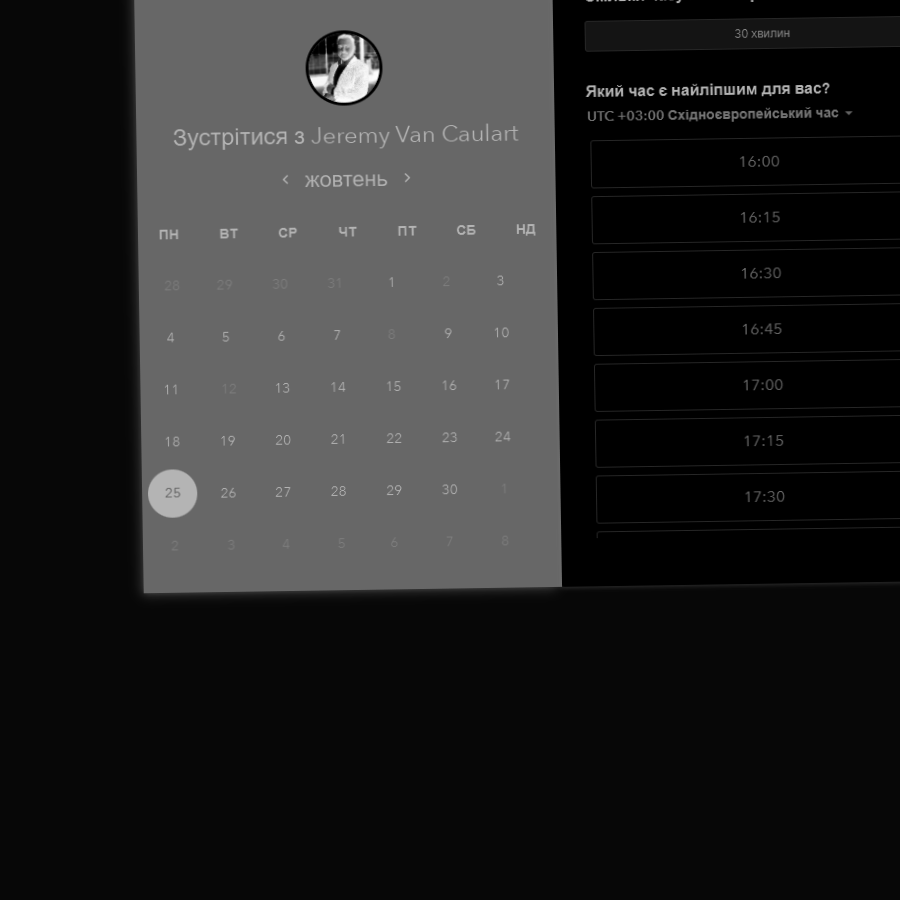 Зустрітися з Jeremy Van Caulart
жовтень
ПН ВТ СР ЧТ ПТ СБ НД
28 29 30 31 1 2 3
4 5 6 7 8 9 10
11 12 13 14 15 16 17
18 19 20 21 22 23 24
25 26 27 28 29 30 1
2 3 4 5 6 7 8
30 хвилин
Який час є найліпшим для вас?
UTC +03:00 Східноєвропейський час
16:00
16:15
16:30
16:45
17:00
17:15
17:30